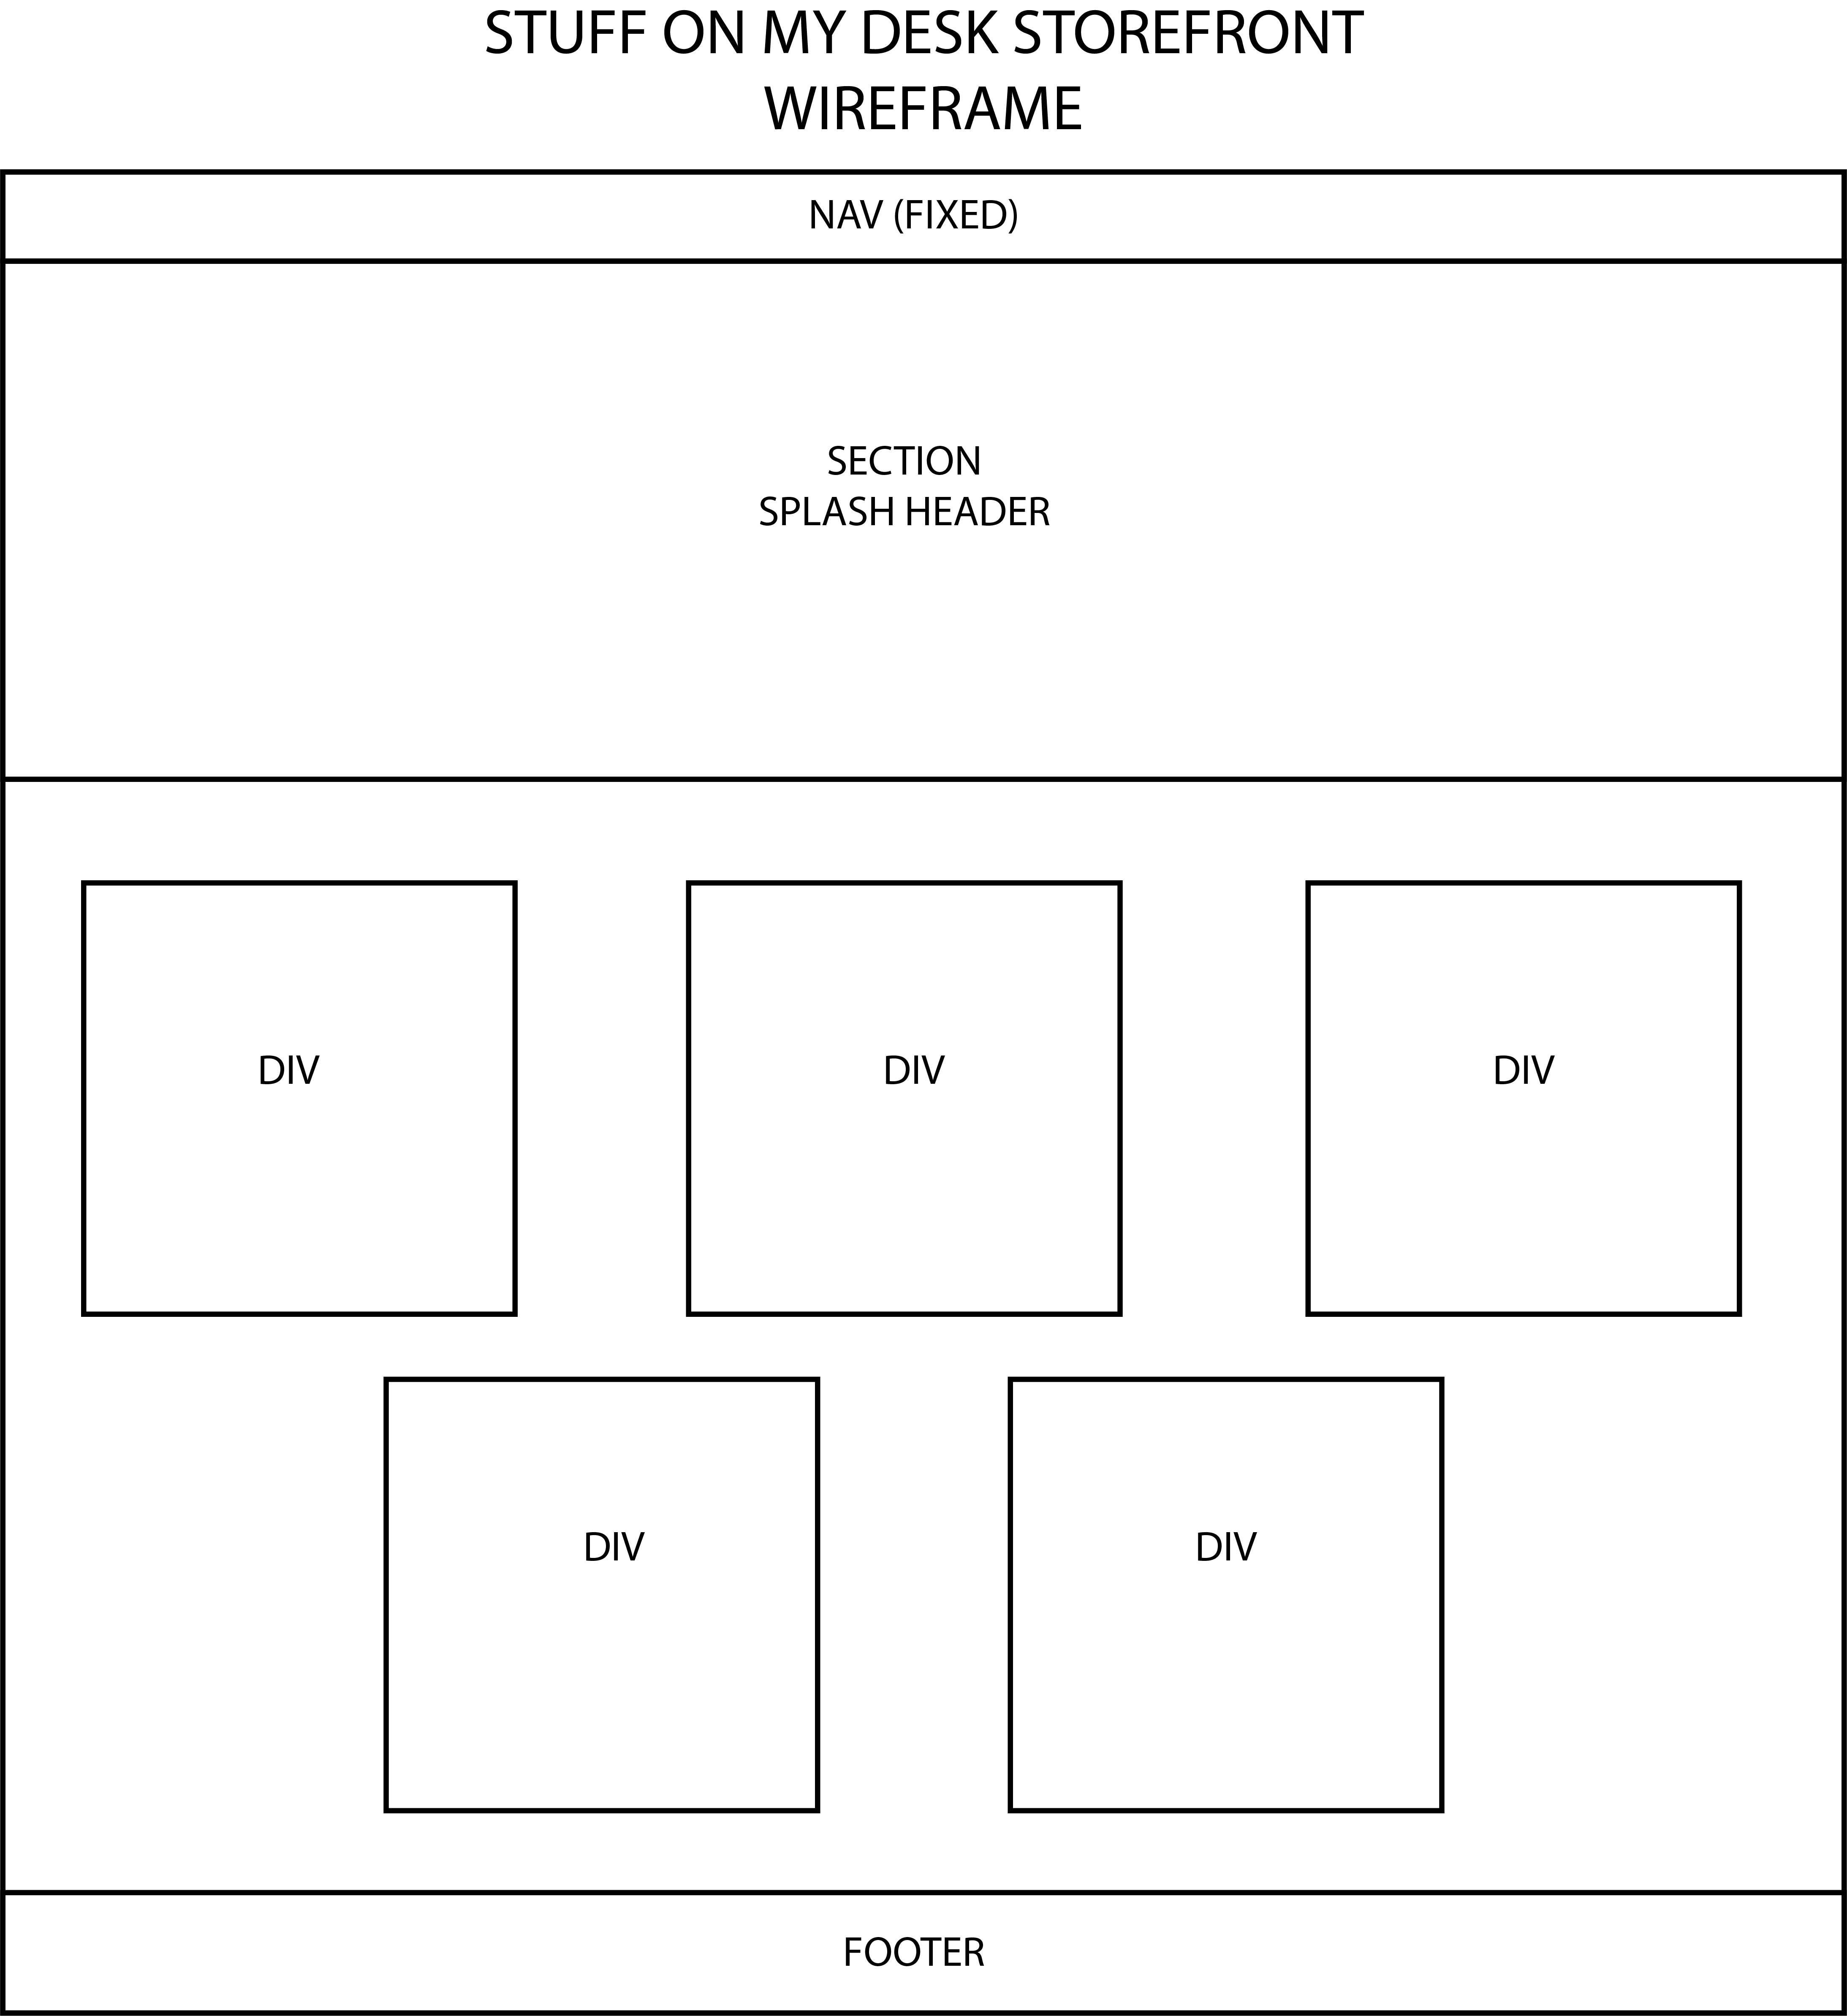 STUFF ON MY DESK STOREFRONT
WIREFRAME
NAV (FIXED)
SECTION
SPLASH HEADER
DIV
DIV
DIV
DIV
DIV
FOOTER